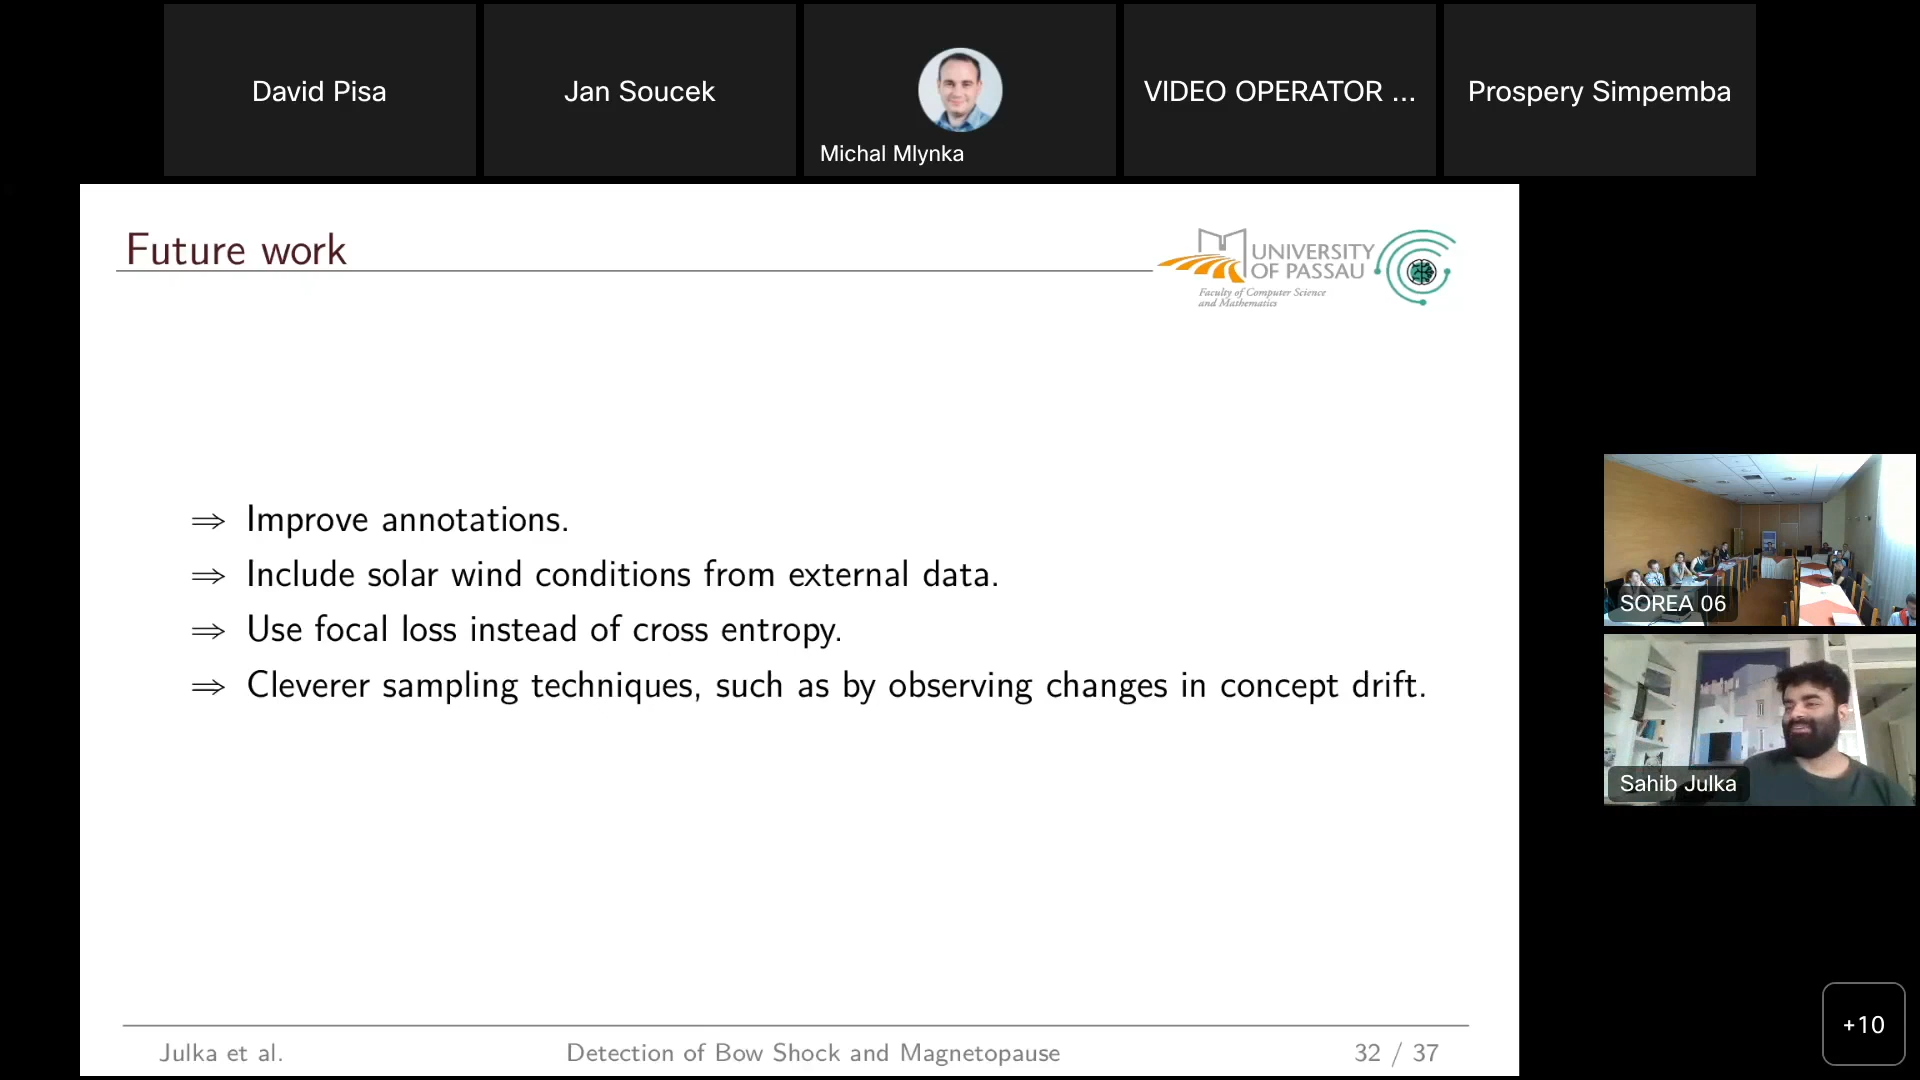 David Pisa
Jan Soucek
Michal Mlynka
VIDEO OPERATOR ...
Prospery Simpemba
Future work
UNIVERSITY
OF PASSAU
Faculty of Computer Science
and Mathematics
⇒ Improve annotations.
⇒ Include solar wind conditions from external data.
⇒ Use focal loss instead of cross entropy.
⇒ Cleverer sampling techniques, such as by observing changes in concept drift.
SOREA 06
Sahib Julka
+10
Julka et al.
Detection of Bow Shock and Magnetopause
32 / 37